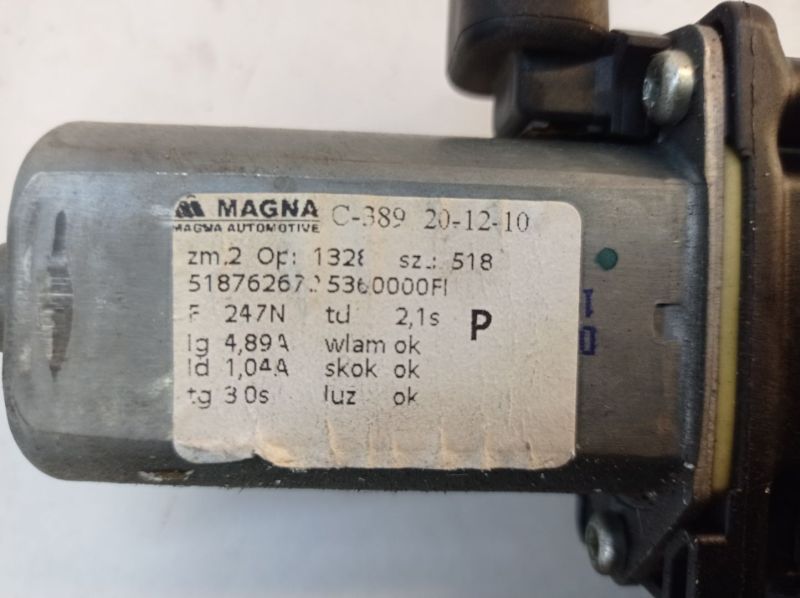 MAGNA C-389 20-12-10
MAGNA AUTOMOTIVE
zm.2 Op: 1328 sz.: 518
F 247N td 2,1s P
Ig 4,89A wlam ok
Id 1,04A skok ok
tg 3.0s luz ok